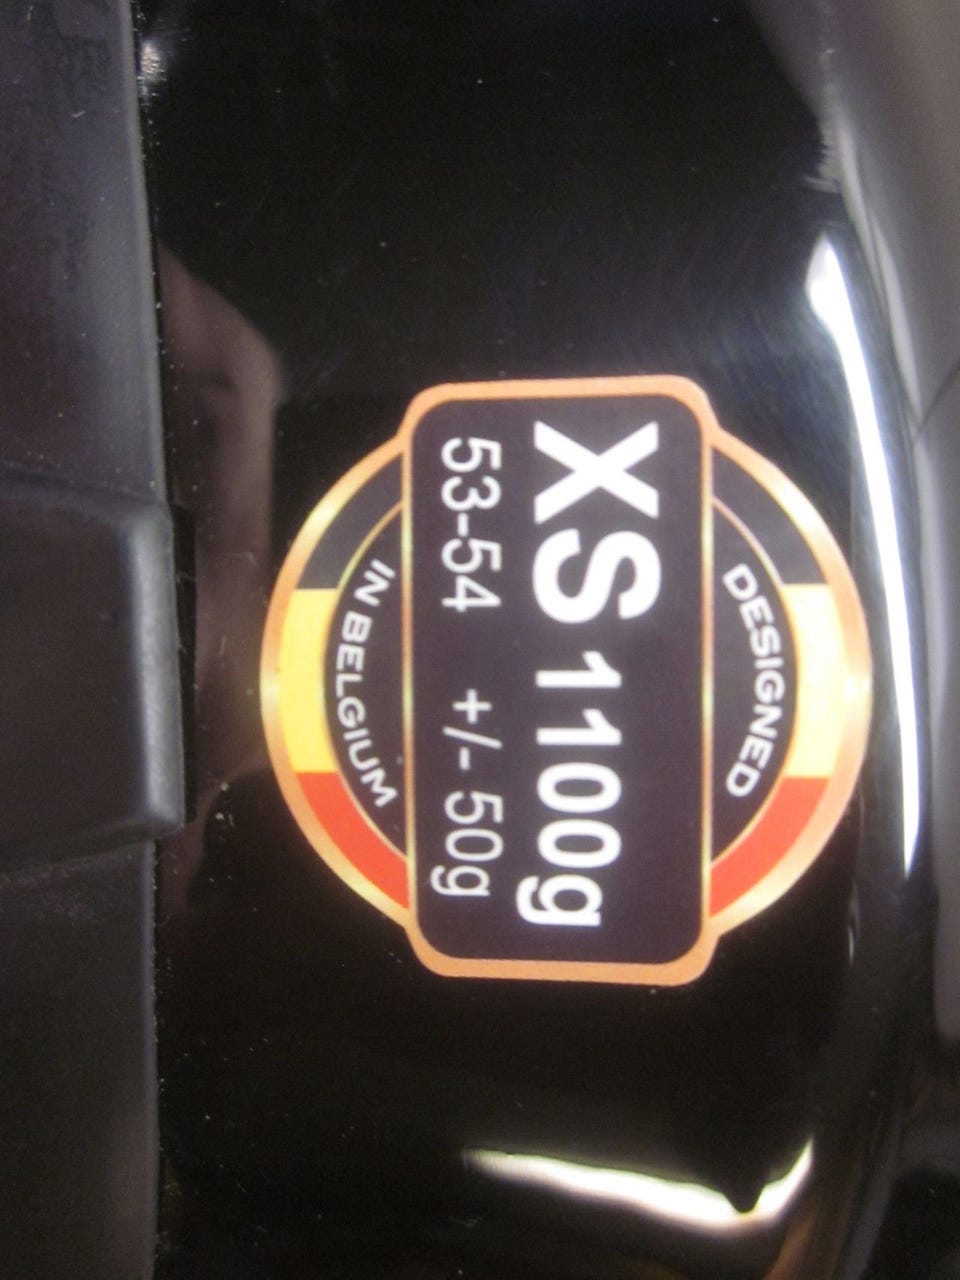 DESIGNED
XS 1100g
53-54 +/- 50g
IN BELGIUM